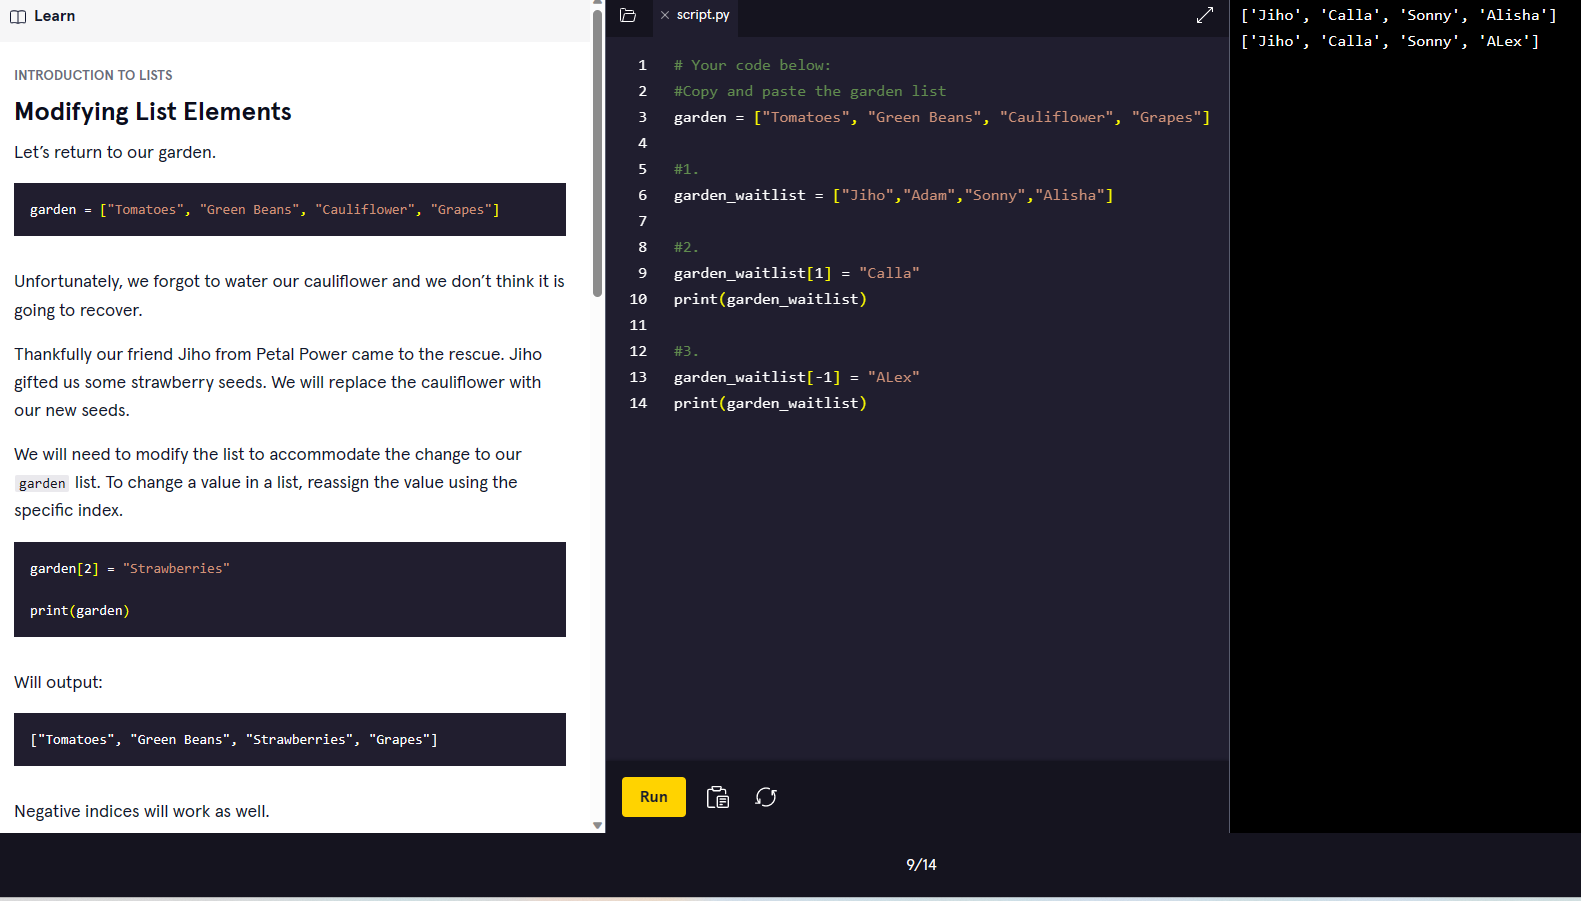 Learn
INTRODUCTION TO LISTS
Modifying List Elements
Let’s return to our garden.
garden = ["Tomatoes", "Green Beans", "Cauliflower", "Grapes"]
Unfortunately, we forgot to water our cauliflower and we don’t think it is
going to recover.
Thankfully our friend Jiho from Petal Power came to the rescue. Jiho
gifted us some strawberry seeds. We will replace the cauliflower with
our new seeds.
We will need to modify the list to accommodate the change to our
garden list. To change a value in a list, reassign the value using the
specific index.
garden[2] = "Strawberries"
print(garden)
Will output:
["Tomatoes", "Green Beans", "Strawberries", "Grapes"]
Negative indices will work as well.
script.py
1 # Your code below:
2 #Copy and paste the garden list
3 garden = ["Tomatoes", "Green Beans", "Cauliflower", "Grapes"]
4
5 #1.
6 garden_waitlist = ["Jiho","Adam","Sonny","Alisha"]
7
8 #2.
9 garden_waitlist[1] = "Calla"
10 print(garden_waitlist)
11
12 #3.
13 garden_waitlist[-1] = "ALex"
14 print(garden_waitlist)
Run
['Jiho', 'Calla', 'Sonny', 'Alisha']
['Jiho', 'Calla', 'Sonny', 'ALex']
9/14